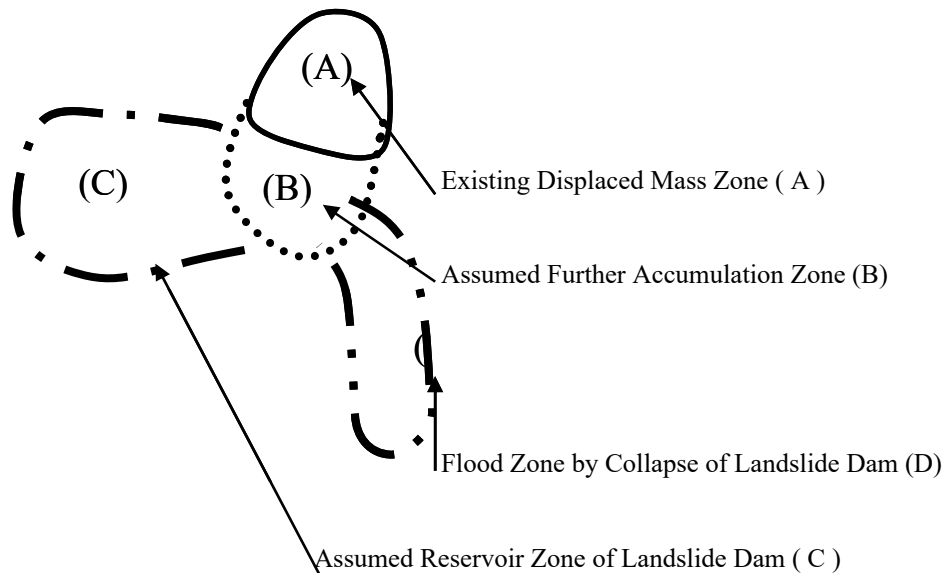 (A)
(C)
(B)
Existing Displaced Mass Zone ( A )
Assumed Further Accumulation Zone (B)
(
Flood Zone by Collapse of Landslide Dam (D)
Assumed Reservoir Zone of Landslide Dam ( C )